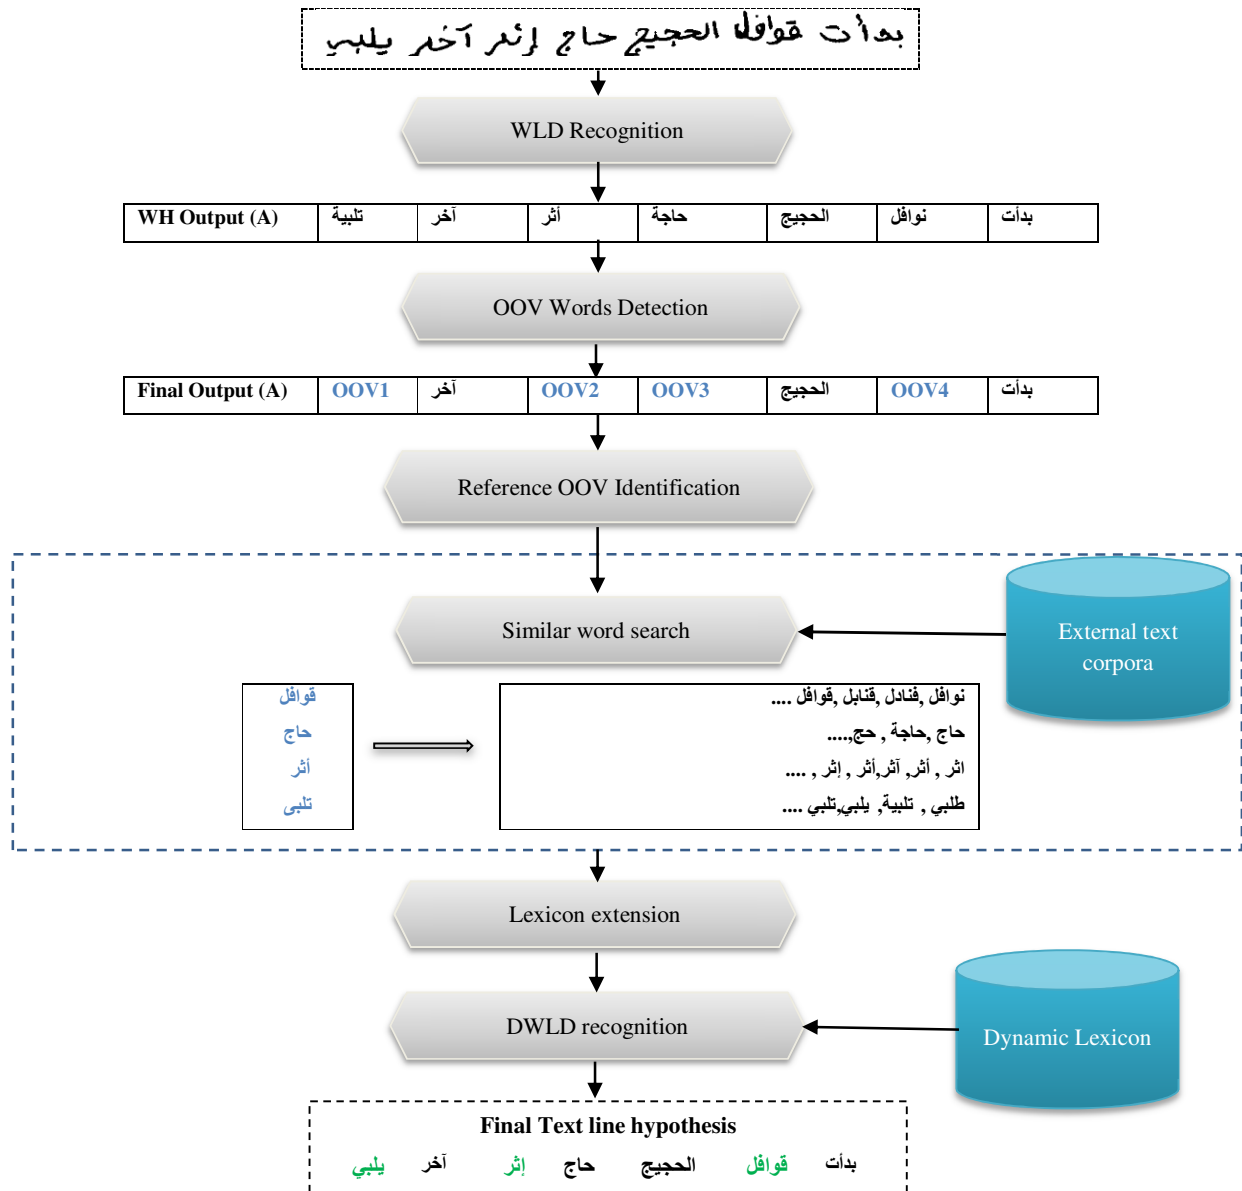 بدأت قوافل الحجيج حاج إثر آخر يلبي
WLD Recognition
WH Output (A) تلبية آخر أثر حاجة الحجيج نوافل بدأت
OOV Words Detection
Final Output (A) OOV1 آخر OOV2 OOV3 الحجيج OOV4 بدأت
Reference OOV Identification
Similar word search
External text
corpora
قوافل
نوافل ,فنادل ,قنابل ,قوافل ....
حاج
حاج ,حاجة , حج,....
أثر
اثر , أثر, آثر,أثر , إثر , ....
تلبى
طلبي , تلبية, يلبي,تلبي ....
Lexicon extension
DWLD recognition
Dynamic Lexicon
Final Text line hypothesis
بدأت قوافل الحجيج حاج إثر آخر يلبي